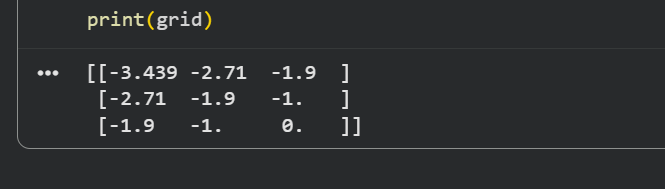 print(grid)
••• [[-3.439 -2.71  -1.9  ]
 [-2.71  -1.9   -1.   ]
 [-1.9   -1.     0.   ]]